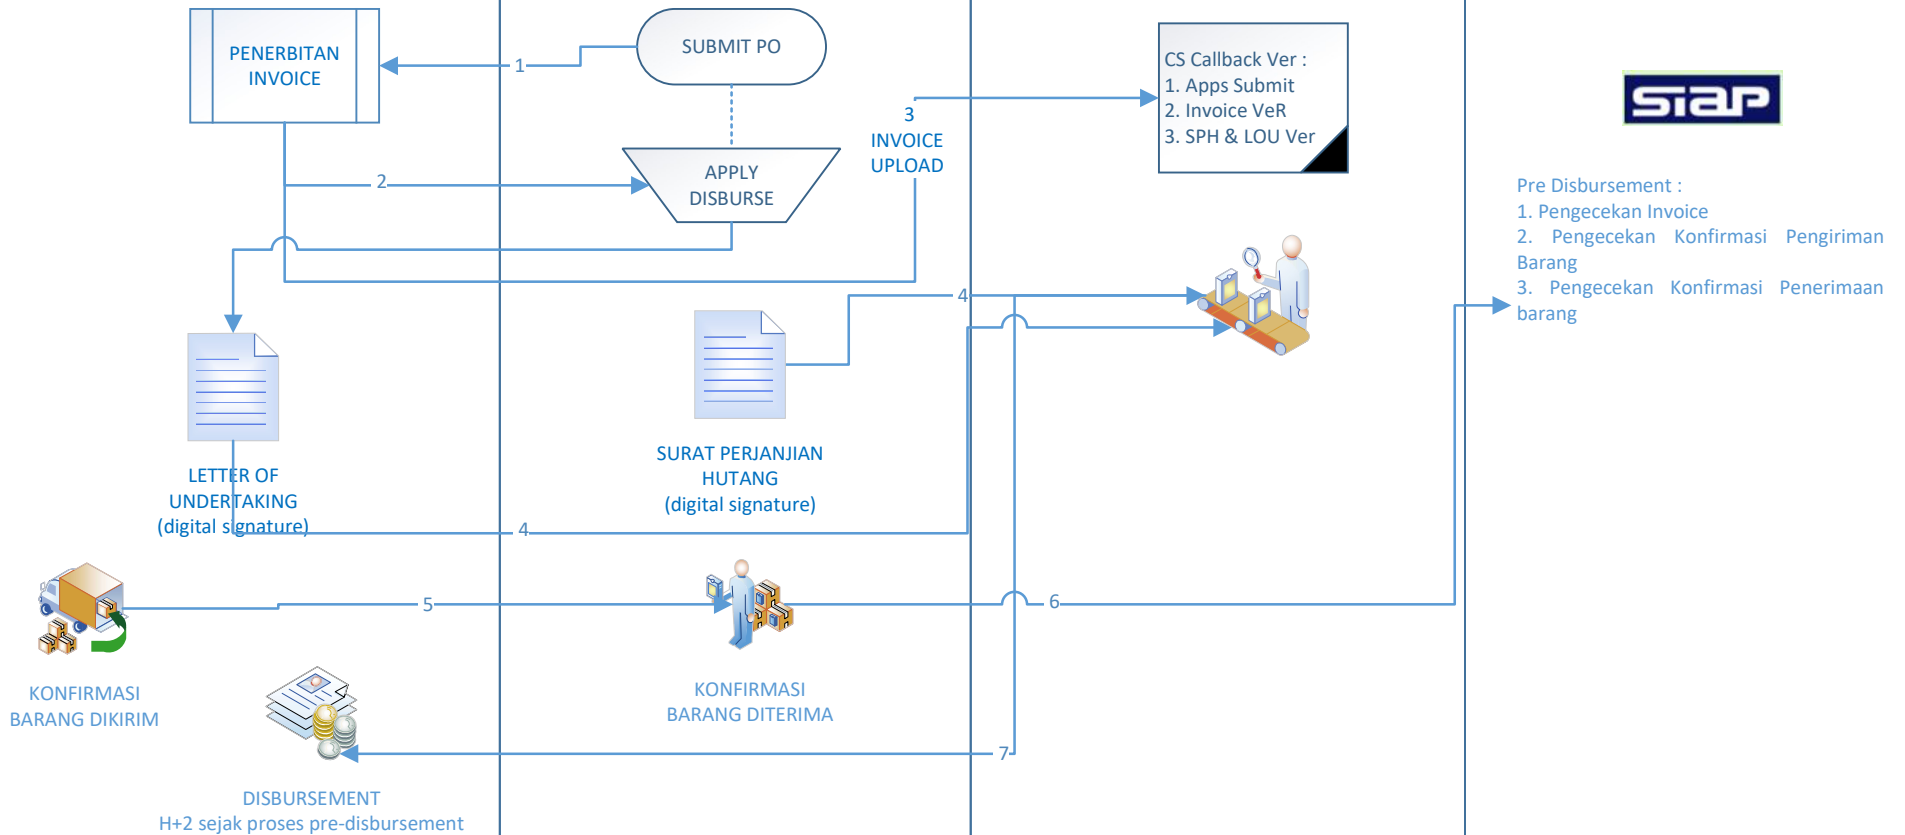 PENERBITAN
INVOICE
1
SUBMIT PO
2
APPLY
DISBURSE
3
INVOICE
UPLOAD
CS Callback Ver :
1. Apps Submit
2. Invoice VeR
3. SPH & LOU Ver
siap
Pre Disbursement :
1. Pengecekan Invoice
2. Pengecekan Konfirmasi Pengiriman
Barang
3. Pengecekan Konfirmasi Penerimaan
barang
4
LETTER OF
UNDERTAKING
(digital signature)
SURAT PERJANJIAN
HUTANG
(digital signature)
4
5
6
KONFIRMASI
BARANG DIKIRIM
KONFIRMASI
BARANG DITERIMA
7
DISBURSEMENT
H+2 sejak proses pre-disbursement